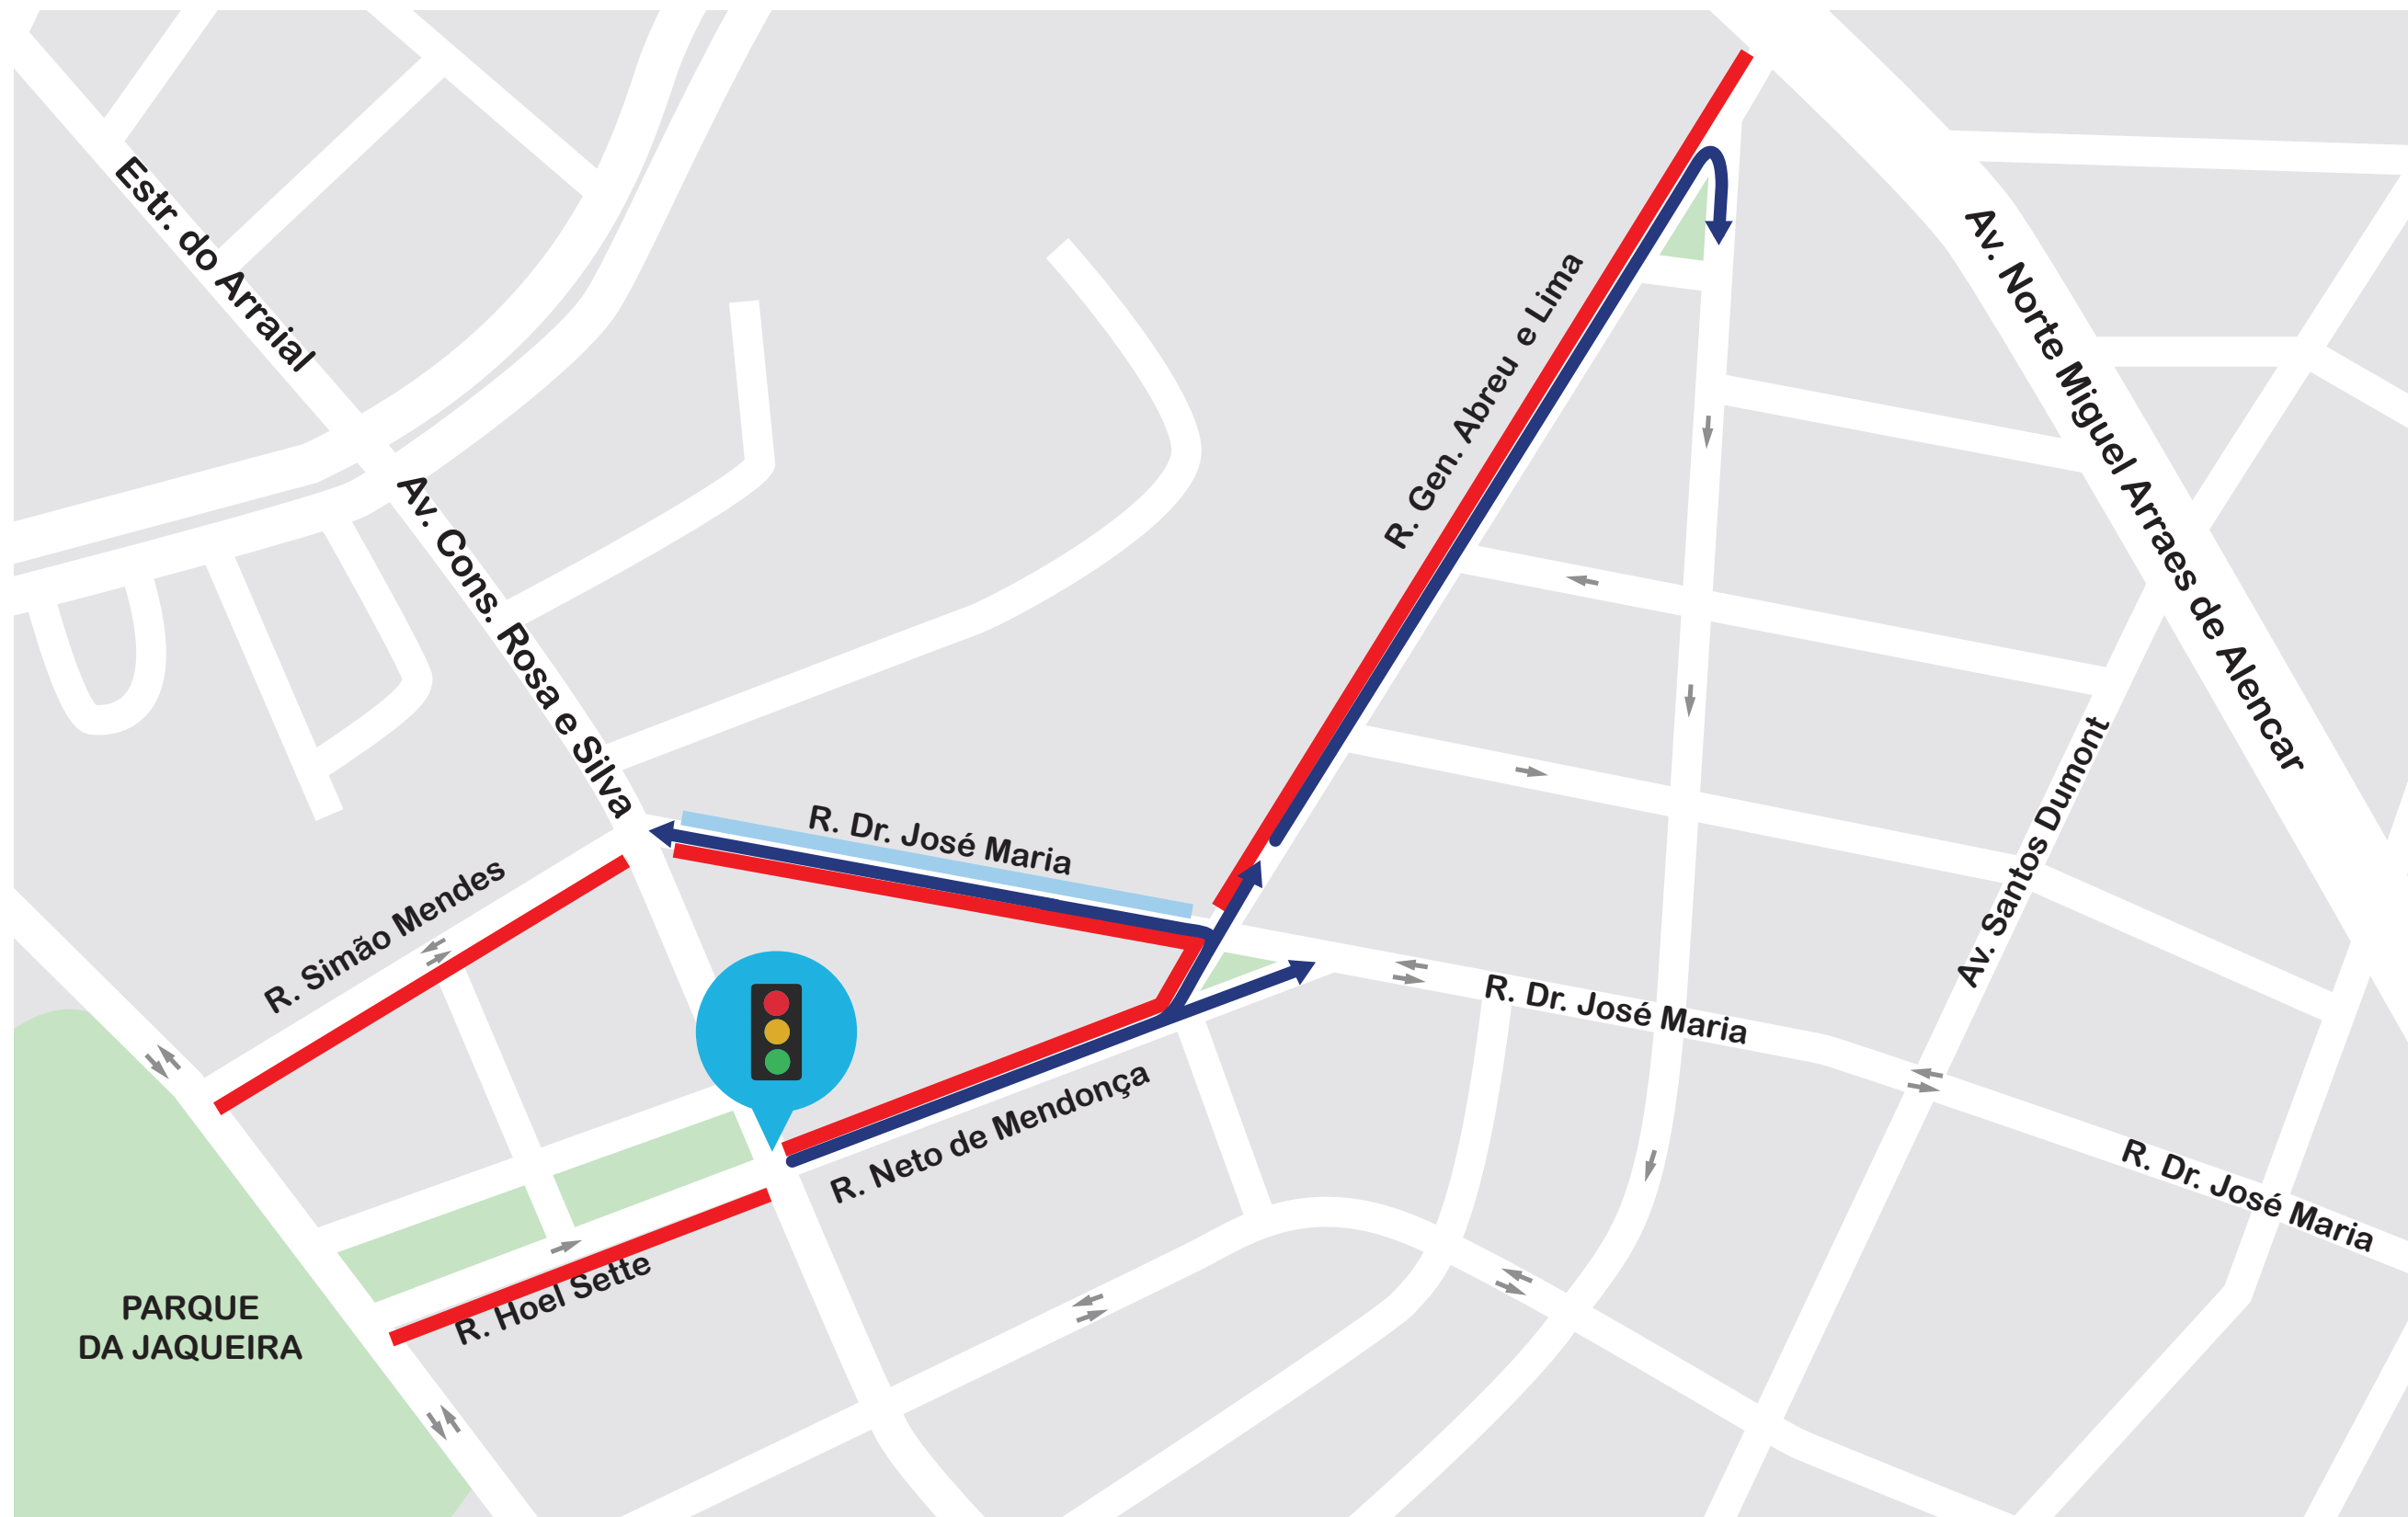 Estr. do Arraial
Av. Cons. Rosa e Silva
R. Gen. Abreu e Lima
Av. Norte Miguel Arraes de Alencar
R. Dr. José Maria
R. Simão Mendes
Av. Santos Dumont
R. Dr. José Maria
R. Neto de Mendonça
R. Dr. José Maria
R. Hoel Sette
PARQUE
DA JAQUEIRA